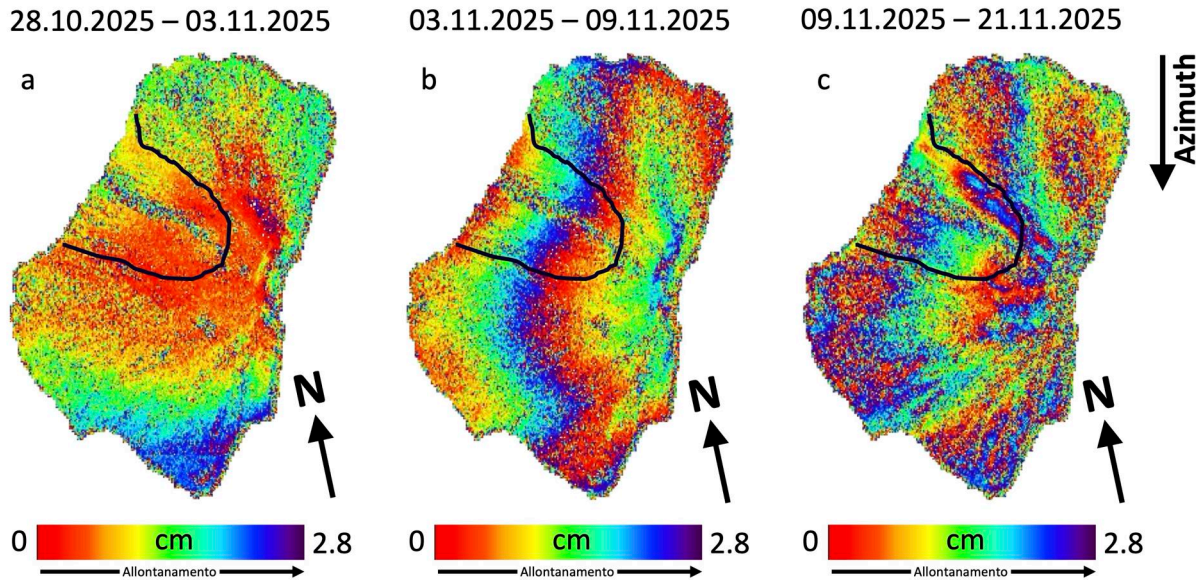 28.10.2025 – 03.11.2025
03.11.2025 – 09.11.2025
09.11.2025 – 21.11.2025
a
b
c
Azimuth
N
N
N
0 cm 2.8
0 cm 2.8
0 cm 2.8
Allontanamento
Allontanamento
Allontanamento